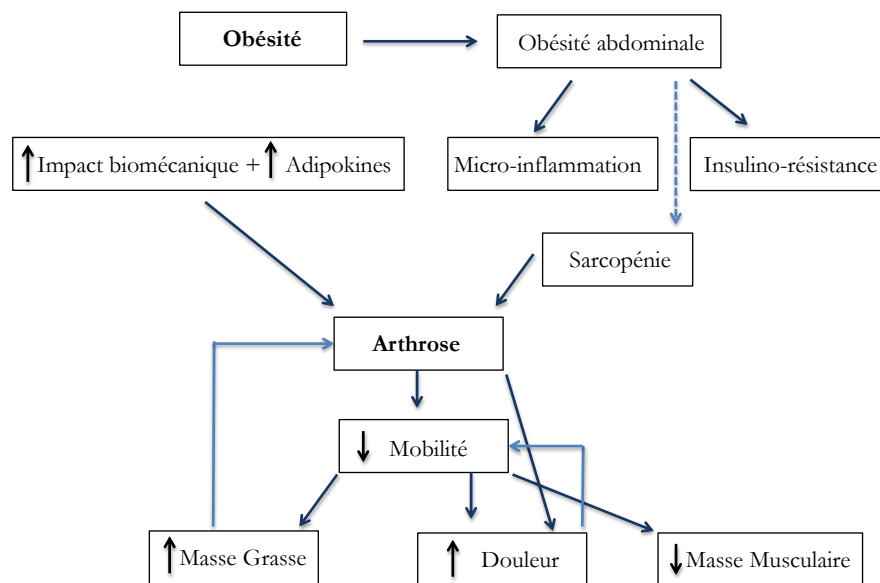 Obésité
Obésité abdominale
Impact biomécanique + Adipokines
Micro-inflammation
Insulino-résistance
Sarcopénie
Arthrose
Mobilité
Masse Grasse
Douleur
Masse Musculaire